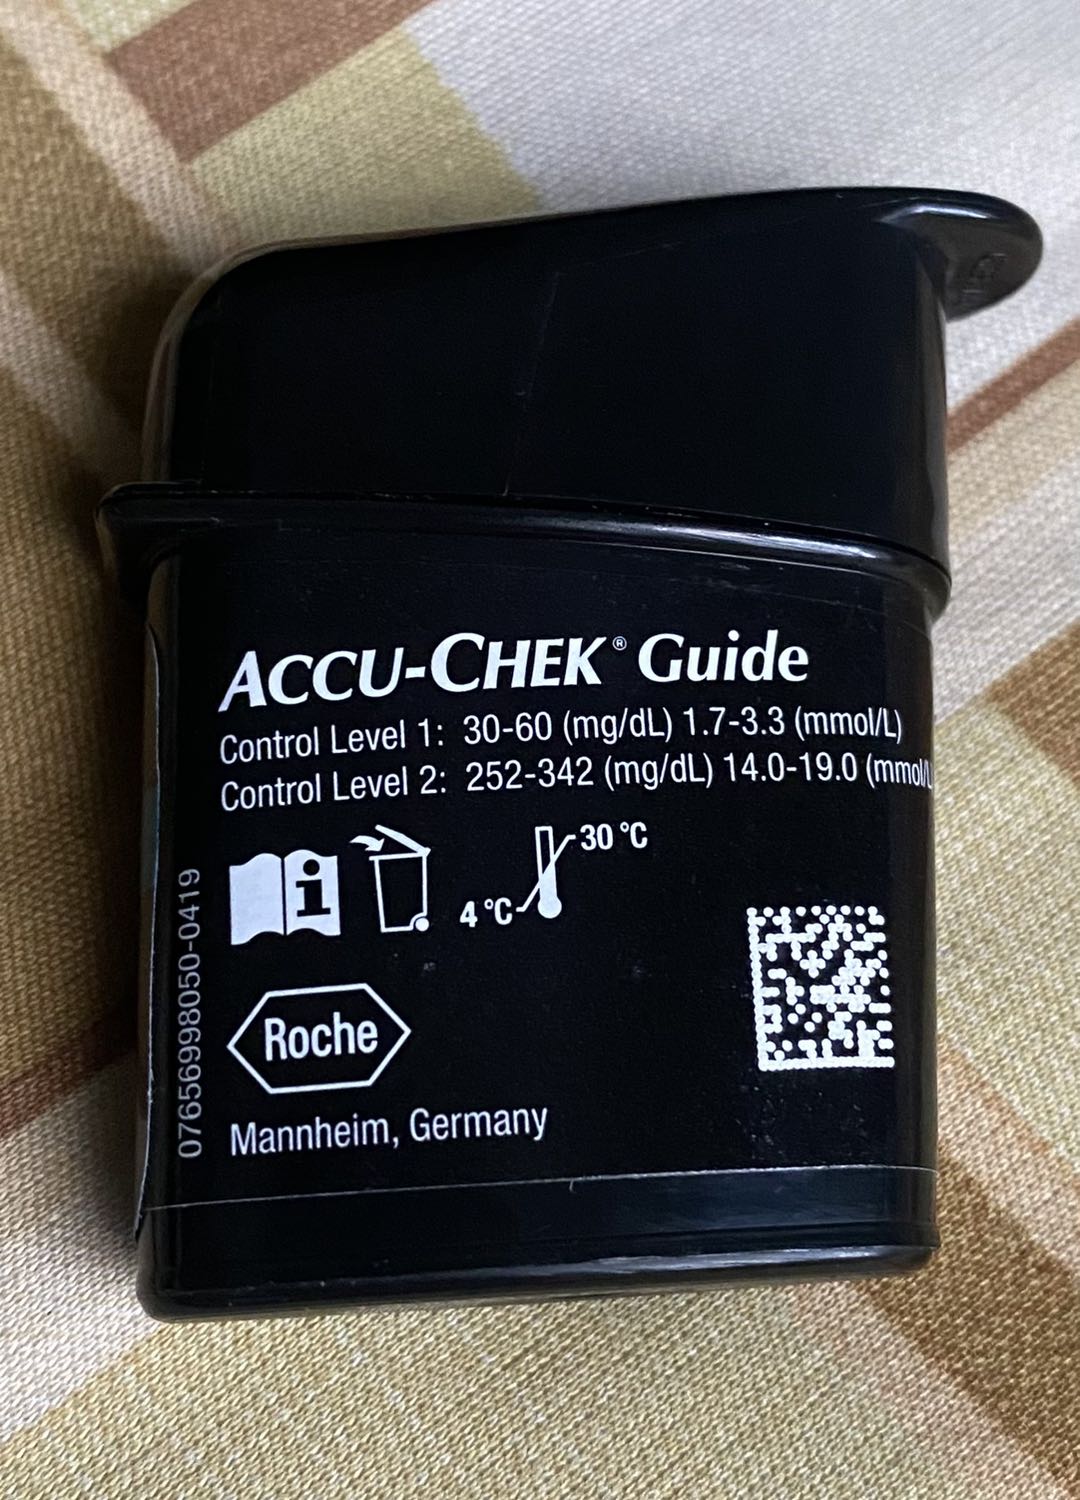 ACCU-CHEK® Guide
Control Level 1: 30-60 (mg/dL) 1.7-3.3 (mmol/L)
Control Level 2: 252-342 (mg/dL) 14.0-19.0 (mmol/L
30 °C
4 °C
Roche
Mannheim, Germany
07656998050-0419